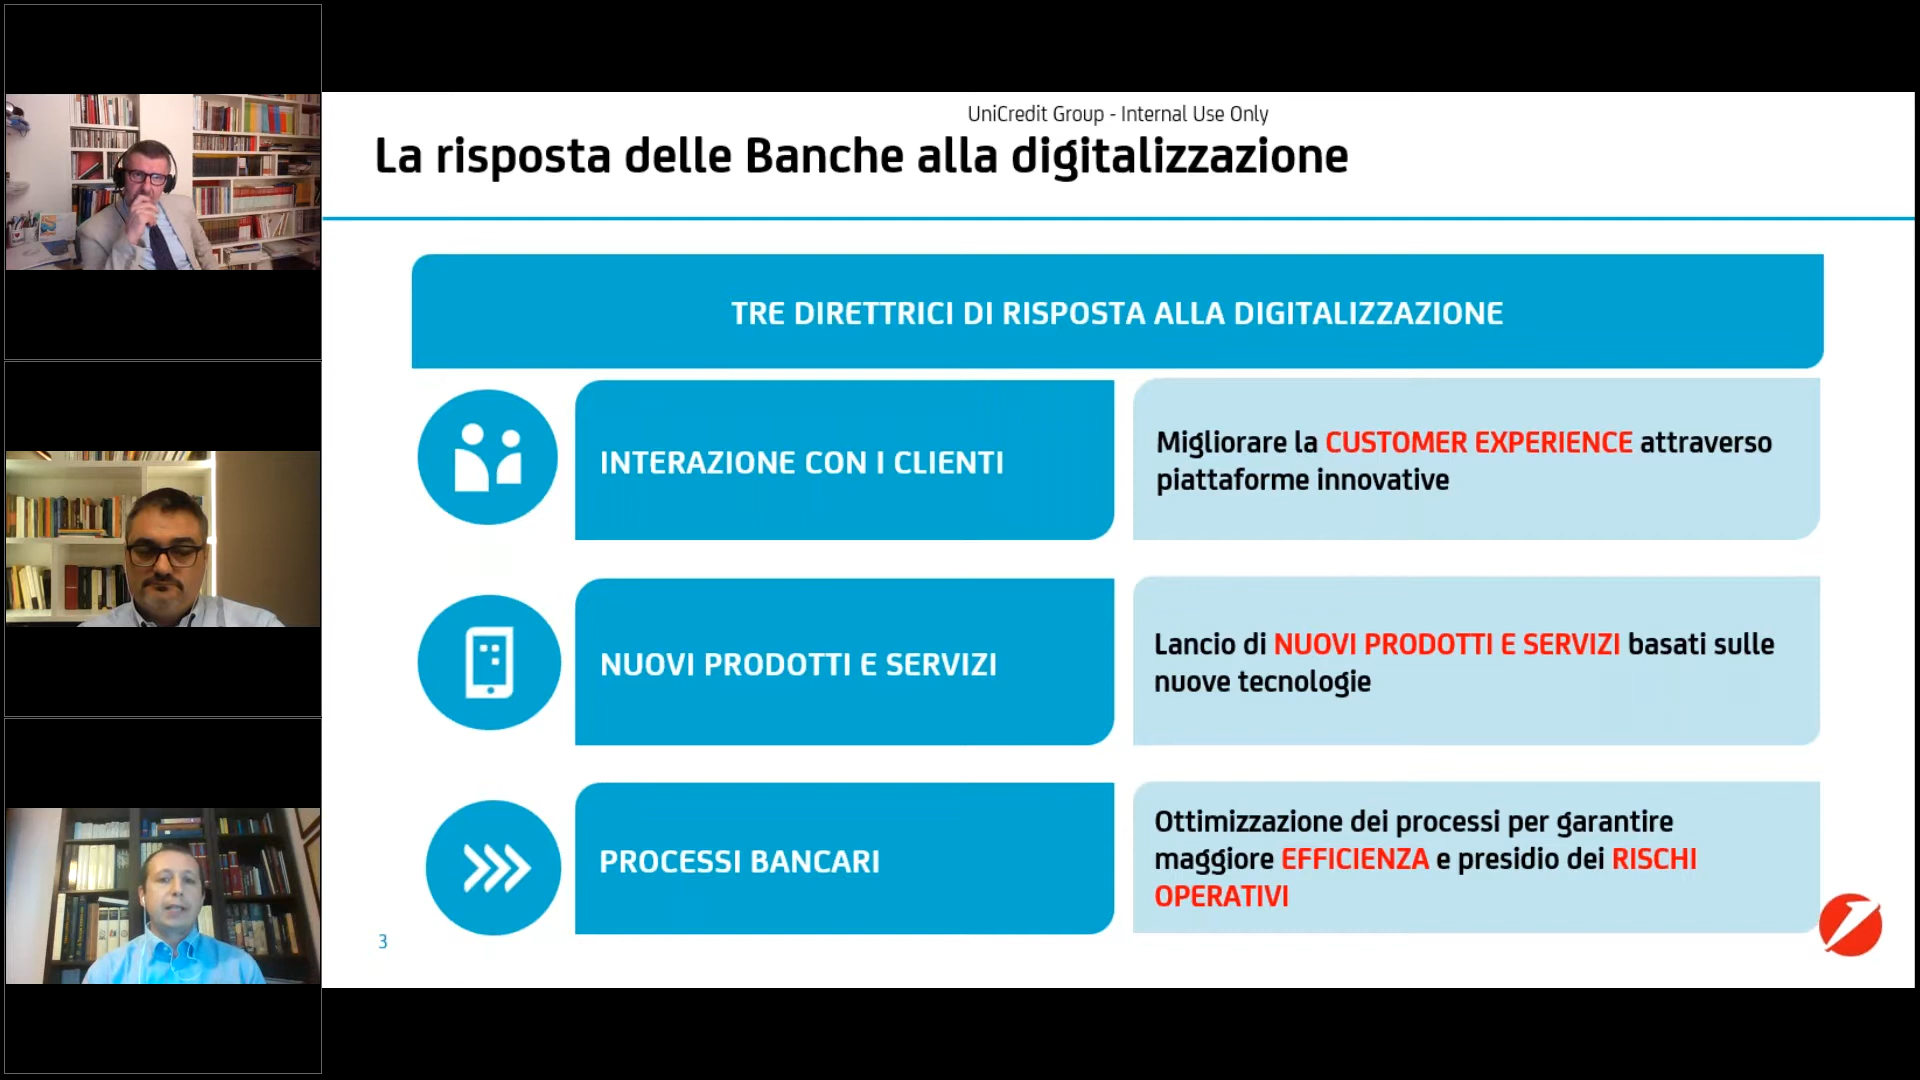 UniCredit Group - Internal Use Only
La risposta delle Banche alla digitalizzazione
TRE DIRETTRICI DI RISPOSTA ALLA DIGITALIZZAZIONE
INTERAZIONE CON I CLIENTI
Migliorare la CUSTOMER EXPERIENCE attraverso
piattaforme innovative
NUOVI PRODOTTI E SERVIZI
Lancio di NUOVI PRODOTTI E SERVIZI basati sulle
nuove tecnologie
PROCESSI BANCARI
Ottimizzazione dei processi per garantire
maggiore EFFICIENZA e presidio dei RISCHI
OPERATIVI
3